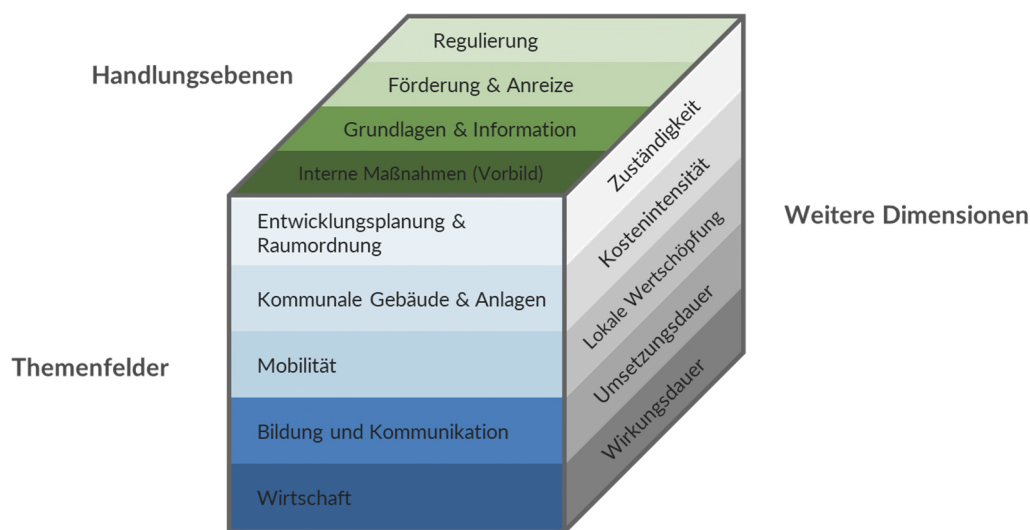 Handlungsebenen
Regulierung
Förderung & Anreize
Grundlagen & Information
Interne Maßnahmen (Vorbild)
Themenfelder
Entwicklungsplanung &
Raumordnung
Kommunale Gebäude & Anlagen
Mobilität
Bildung und Kommunikation
Wirtschaft
Weitere Dimensionen
Zuständigkeit
Kostenintensität
Lokale Wertschöpfung
Umsetzungsdauer
Wirkungsdauer